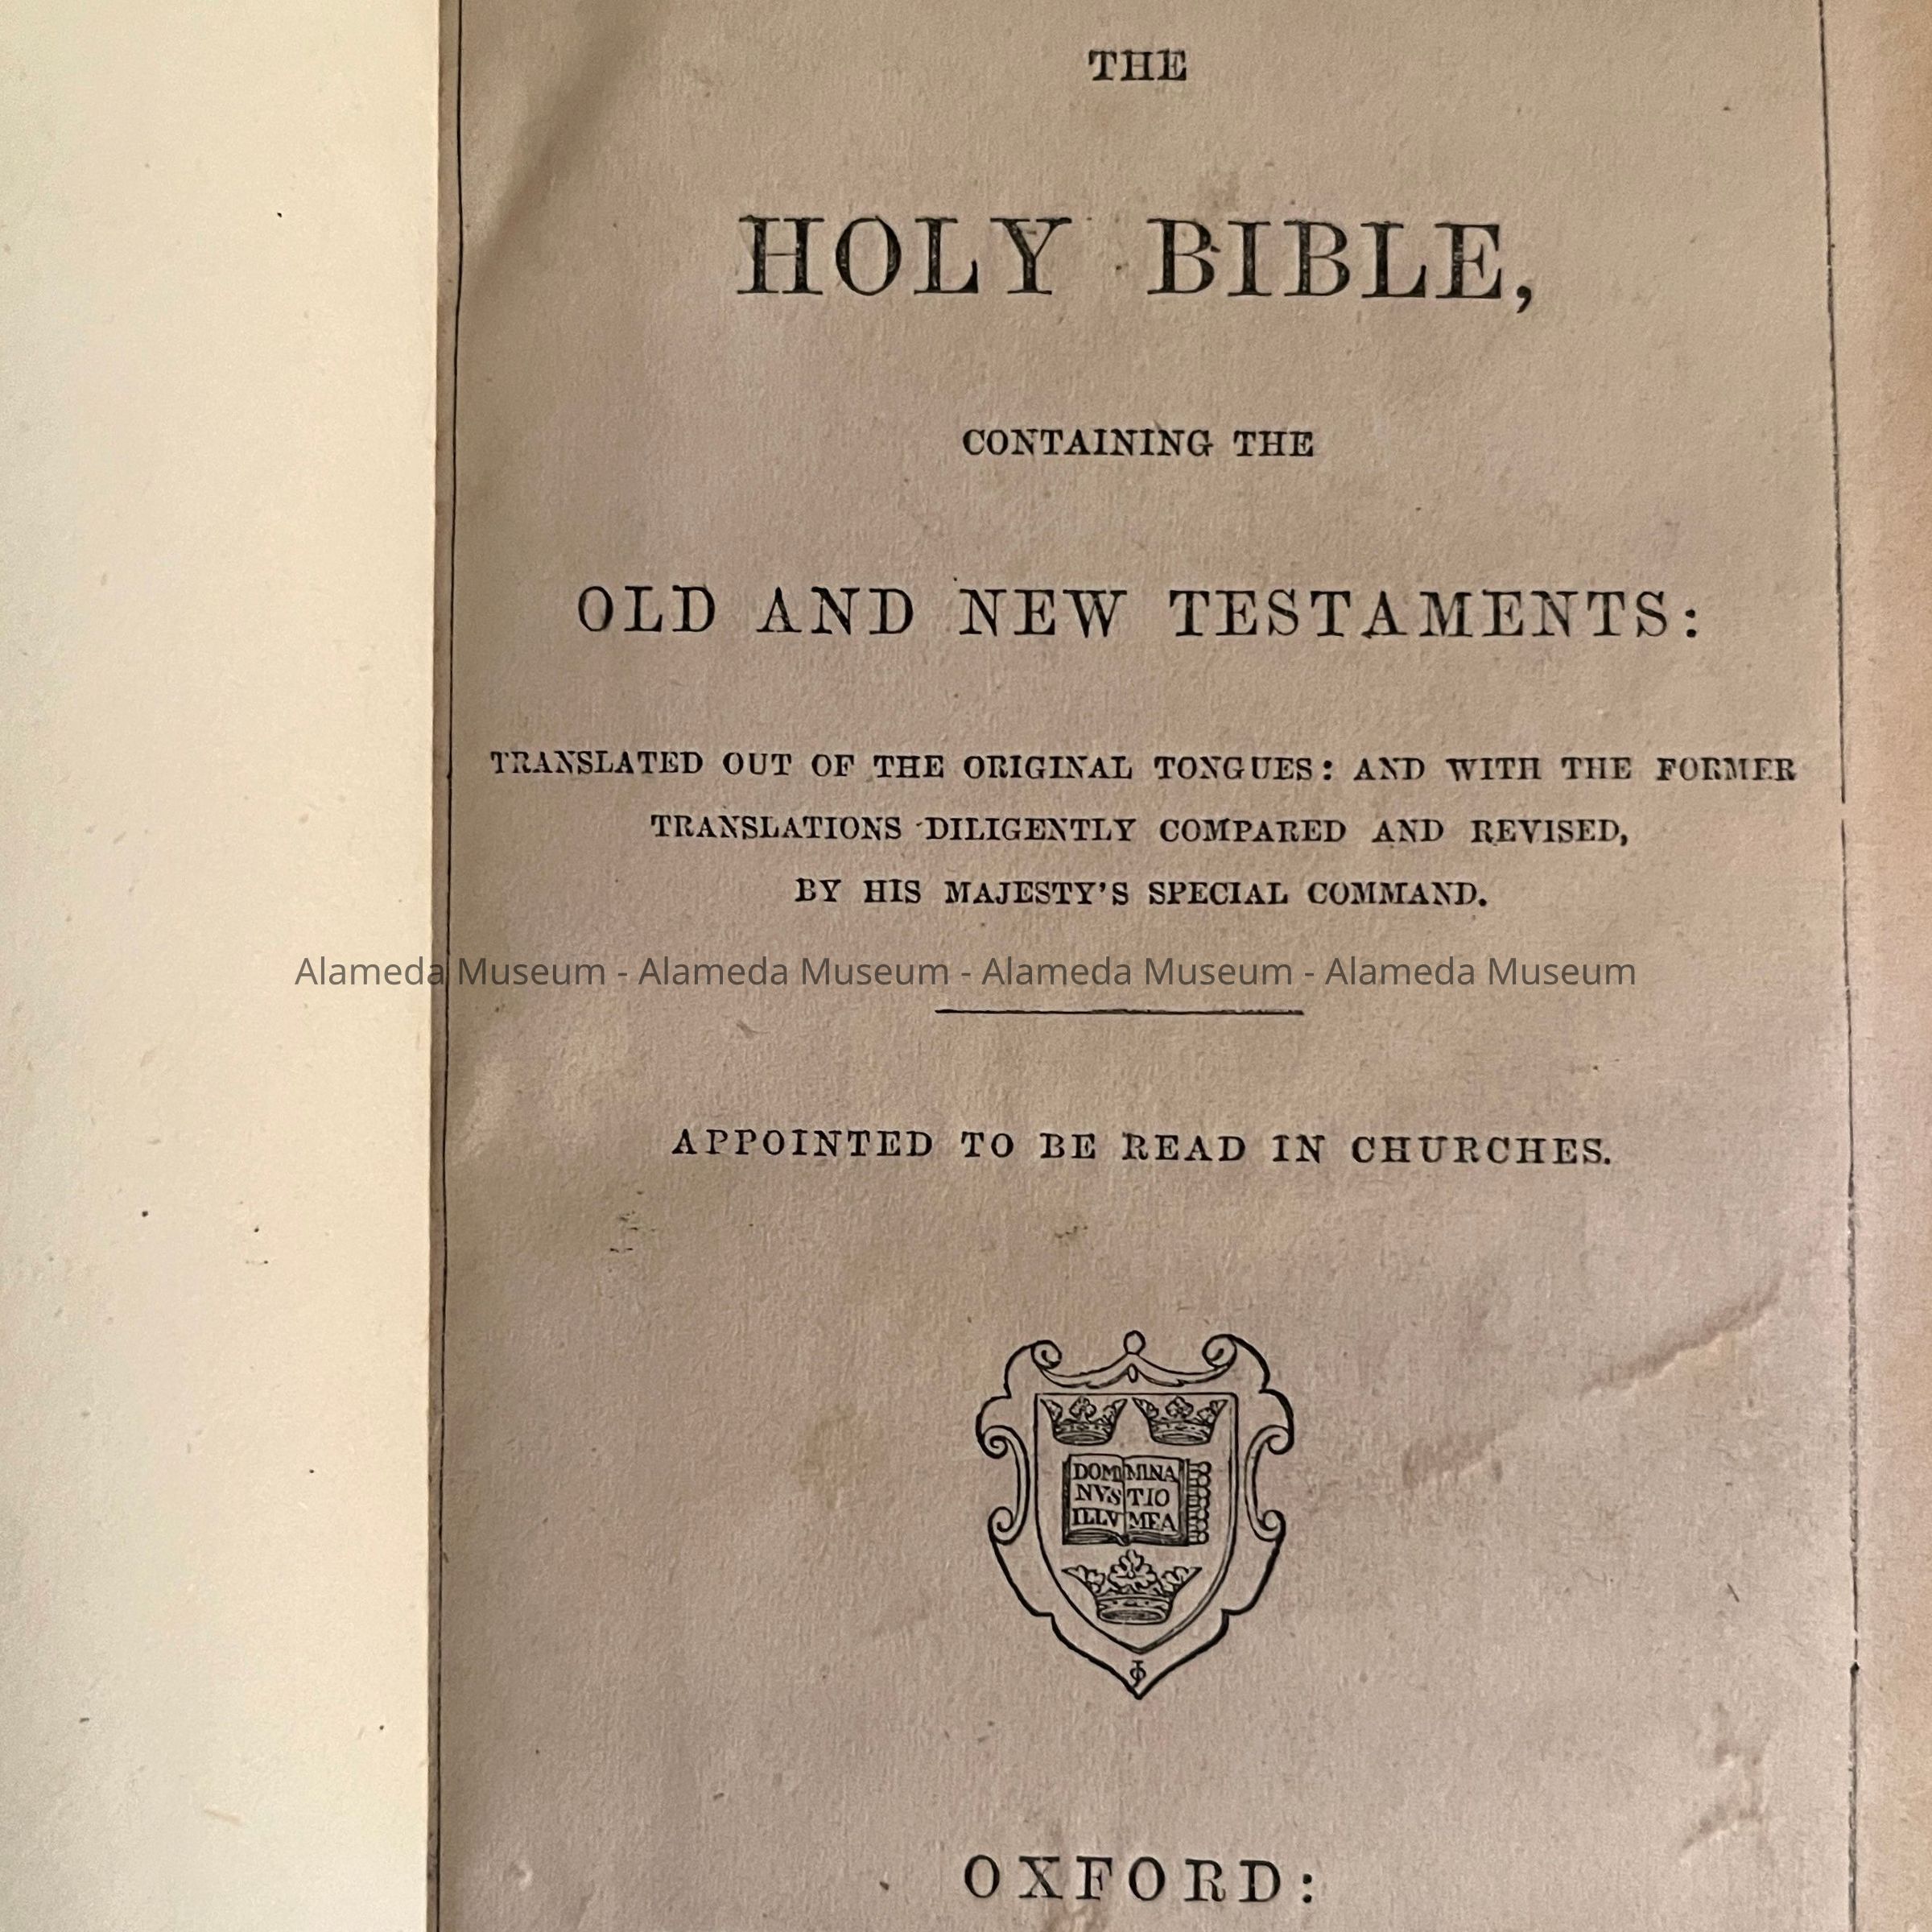 THE
HOLY BIBLE,
CONTAINING THE
OLD AND NEW TESTAMENTS:
TRANSLATED OUT OF THE ORIGINAL TONGUES: AND WITH THE FORMER
TRANSLATIONS DILIGENTLY COMPARED AND REVISED,
BY HIS MAJESTY'S SPECIAL COMMAND.
Alameda Museum - Alameda Museum - Alameda Museum - Alameda Museum
APPOINTED TO BE READ IN CHURCHES.
DOMI MINA
NVS TIO
ILLV MEA
OXFORD: